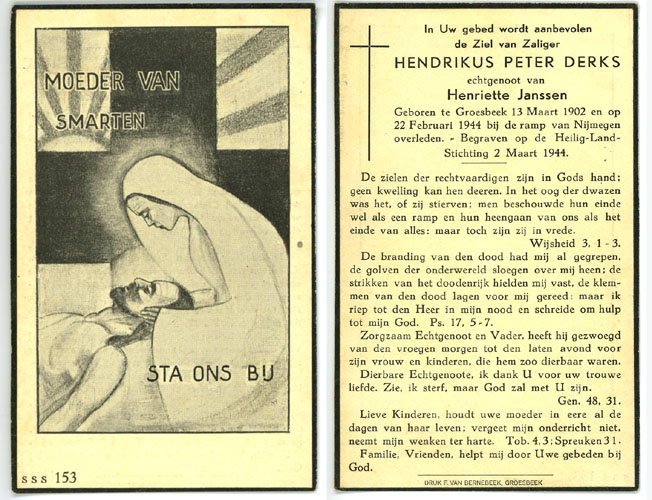 MOEDER VAN
SMARTEN
STA ONS BIJ
sss 153
In Uw gebed wordt aanbevolen
de Ziel van Zaliger
HENDRIKUS PETER DERKS
echtgenoot van
Henriette Janssen
Geboren te Groesbeek 13 Maart 1902 en op
22 Februari 1944 bij de ramp van Nijmegen
overleden. - Begraven op de Heilig-Land-
Stichting 2 Maart 1944.
De zielen der rechtvaardigen zijn in Gods hand;
geen kwelling kan hen deeren. In het oog der dwazen
was het, of zij stierven; men beschouwde hun einde
wel als een ramp en hun heengaan van ons als het
einde van alles: maar toch zijn zij in vrede.
Wijsheid 3. 1-3.
De branding van den dood had mij al gegrepen,
de golven der onderwereld sloegen over mij heen; de
strikken van het doodenrijk hielden mij vast, de klem-
men van den dood lagen voor mij gereed: maar ik
riep tot den Heer in mijn nood en schreide om hulp
tot mijn God. Ps. 17, 5-7.
Zorgzaam Echtgenoot en Vader, heeft hij gezwoegd
van den vroegen morgen tot den laten avond voor
zijn vrouw en kinderen, die hem zoo dierbaar waren.
Dierbare Echtgenoote, ik dank U voor uw trouwe
liefde. Zie, ik sterf, maar God zal met U zijn.
Gen. 48, 31.
Lieve Kinderen, houdt uwe moeder in eere al de
dagen van haar leven; vergeet mijn onderricht niet,
neemt mijn wenken ter harte. Tob. 4.3; Spreuken 31.
Familie, Vrienden, helpt mij door Uwe gebeden bij
God.
DRUK F. VAN BERNEBEEK, GROESBEEK